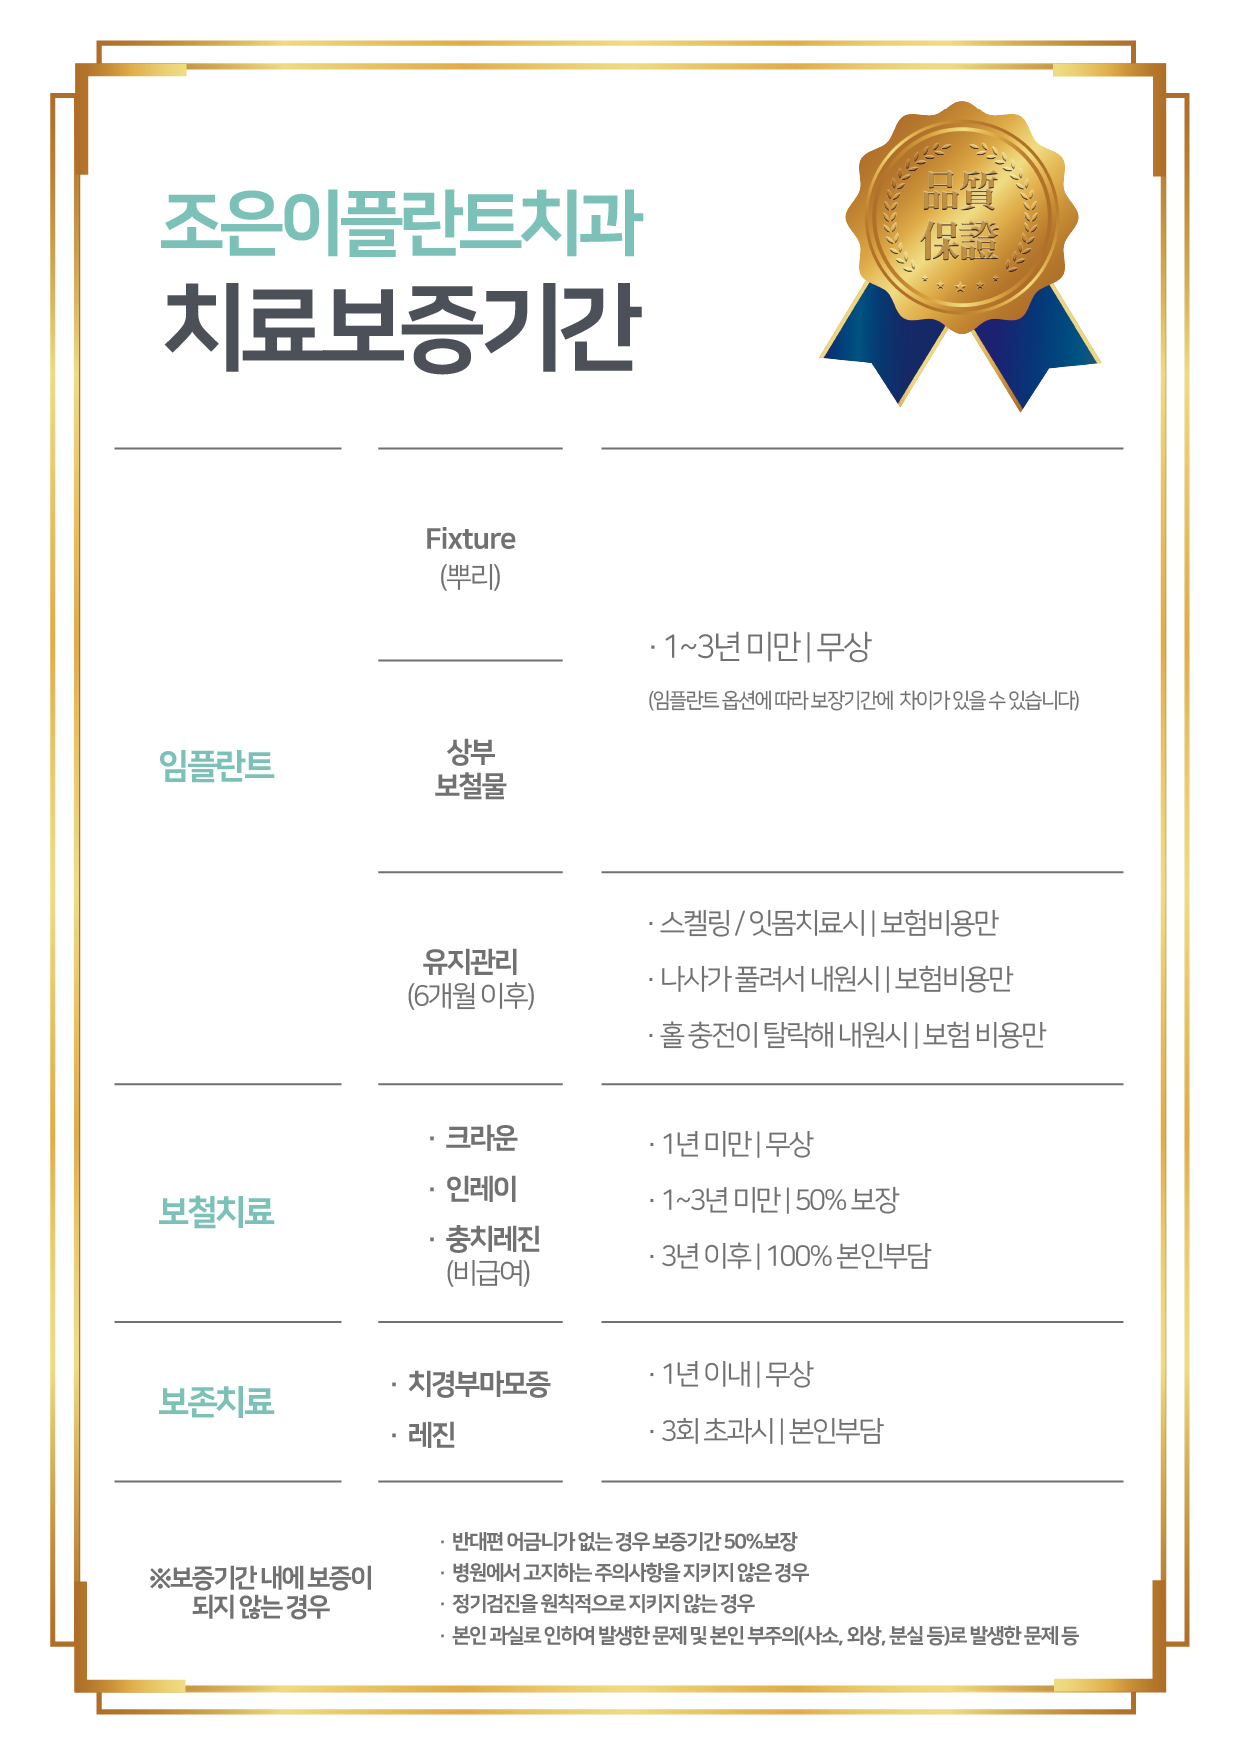 조은이플란트치과
치료보증기간
品質
保證
임플란트
Fixture
(뿌리)
· 1~3년 미만 | 무상
(임플란트 옵션에 따라 보장기간에 차이가 있을 수 있습니다)
상부
보철물
유지관리
(6개월 이후)
· 스켈링 / 잇몸치료시 | 보험비용만
· 나사가 풀려서 내원시 | 보험비용만
· 홀 충전이 탈락해 내원시 | 보험 비용만
보철치료
· 크라운
· 인레이
· 충치레진
(비급여)
· 1년 미만 | 무상
· 1~3년 미만 | 50% 보장
· 3년 이후 | 100% 본인부담
보존치료
· 치경부마모증
· 레진
· 1년 이내 | 무상
· 3회 초과시 | 본인부담
※보증기간 내에 보증이
되지 않는 경우
· 반대편 어금니가 없는 경우 보증기간 50%보장
· 병원에서 고지하는 주의사항을 지키지 않은 경우
· 정기검진을 원칙적으로 지키지 않는 경우
· 본인 과실로 인하여 발생한 문제 및 본인 부주의(사소, 외상, 분실 등)로 발생한 문제 등